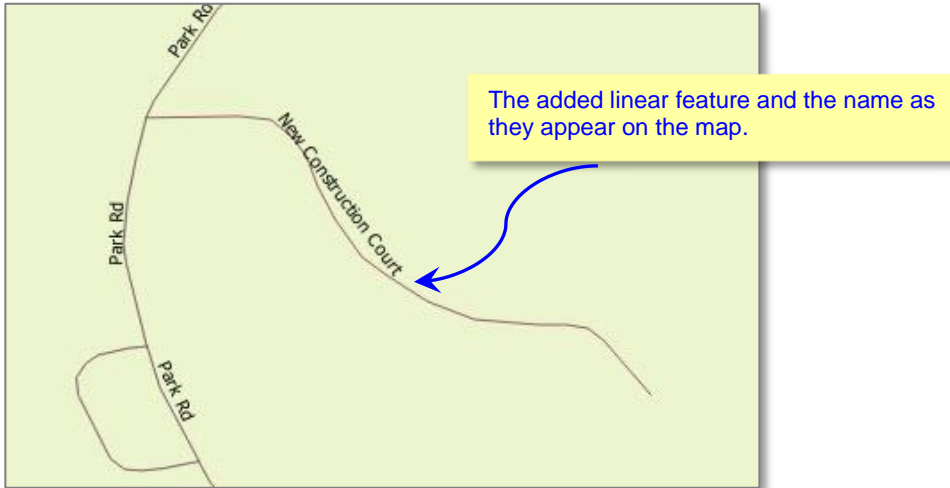 Park Rd
The added linear feature and the name as
they appear on the map.
New Construction Court
Park Rd
Park Rd